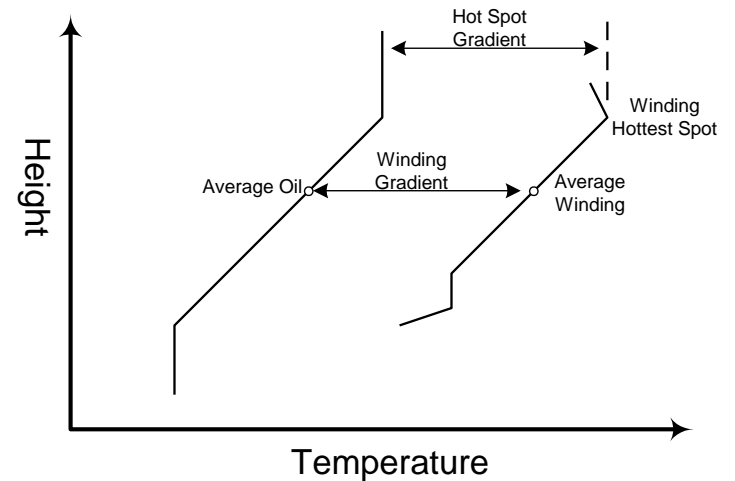 Hot Spot
Gradient
Winding
Hottest Spot
Winding
Gradient
Average Oil
Average
Winding
Height
Temperature